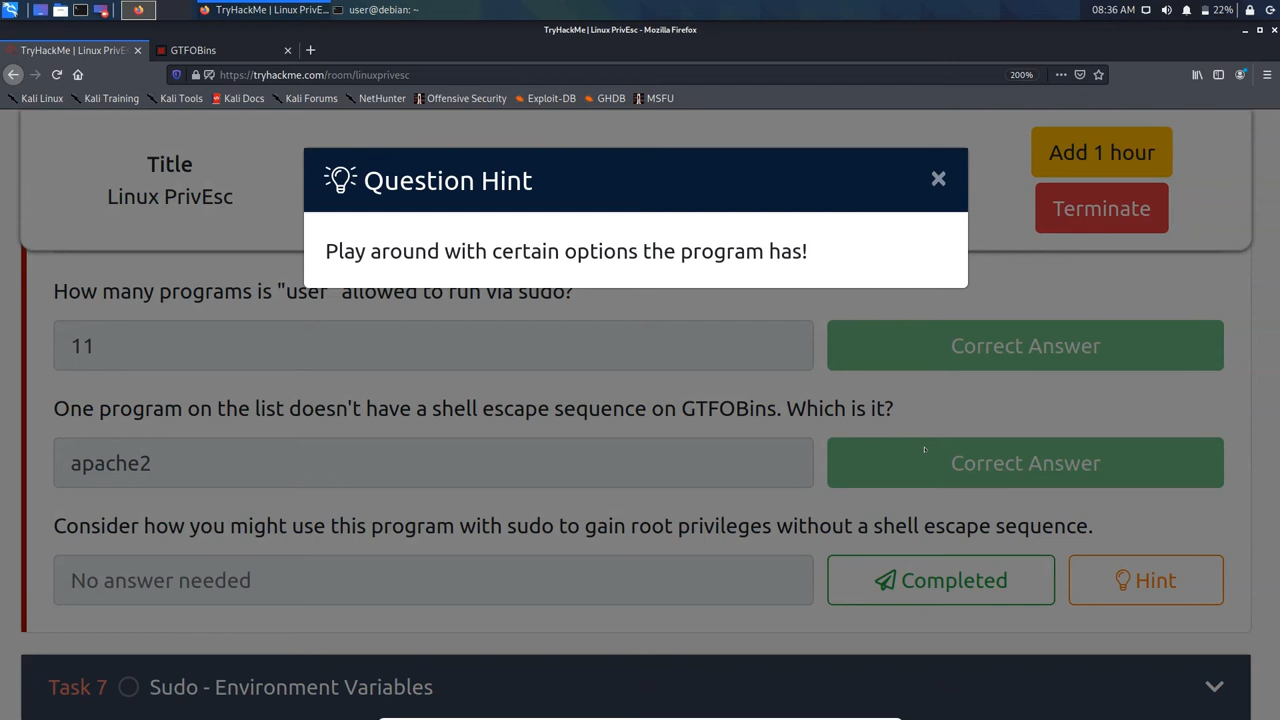 TryHackMe | Linux PrivE...
user@debian: ~
08:36 AM
22%
TryHackMe | Linux PrivEsc - Mozilla Firefox
TryHackMe | Linux PrivEs
GTFOBins
https://tryhackme.com/room/linuxprivesc
200%
Kali Linux
Kali Training
Kali Tools
Kali Docs
Kali Forums
NetHunter
Offensive Security
Exploit-DB
GHDB
MSFU
Title
Linux PrivEsc
Add 1 hour
Terminate
Question Hint
Play around with certain options the program has!
How many programs is "user" allowed to run via sudo?
11
Correct Answer
One program on the list doesn't have a shell escape sequence on GTFOBins. Which is it?
apache2
Correct Answer
Consider how you might use this program with sudo to gain root privileges without a shell escape sequence.
No answer needed
Completed
Hint
Task 7
Sudo - Environment Variables